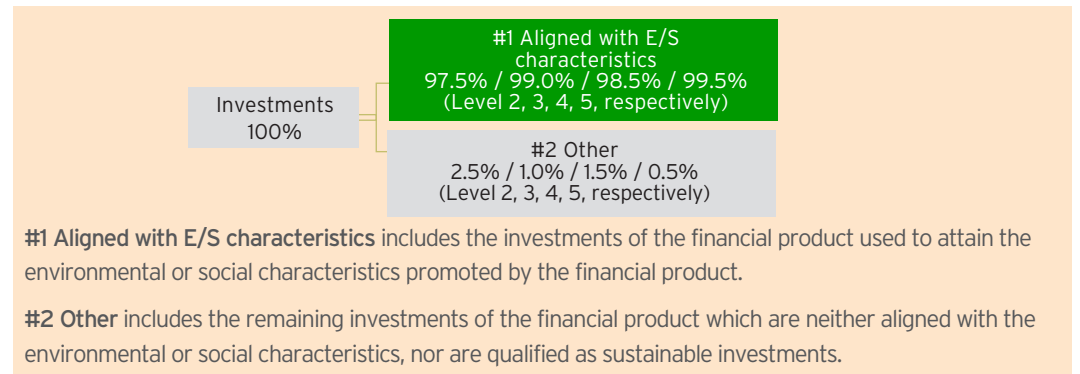 #1 Aligned with E/S
characteristics
97.5% / 99.0% / 98.5% / 99.5%
(Level 2, 3, 4, 5, respectively)
Investments
100%
#2 Other
2.5% / 1.0% / 1.5% / 0.5%
(Level 2, 3, 4, 5, respectively)
#1 Aligned with E/S characteristics includes the investments of the financial product used to attain the
environmental or social characteristics promoted by the financial product.
#2 Other includes the remaining investments of the financial product which are neither aligned with the
environmental or social characteristics, nor are qualified as sustainable investments.